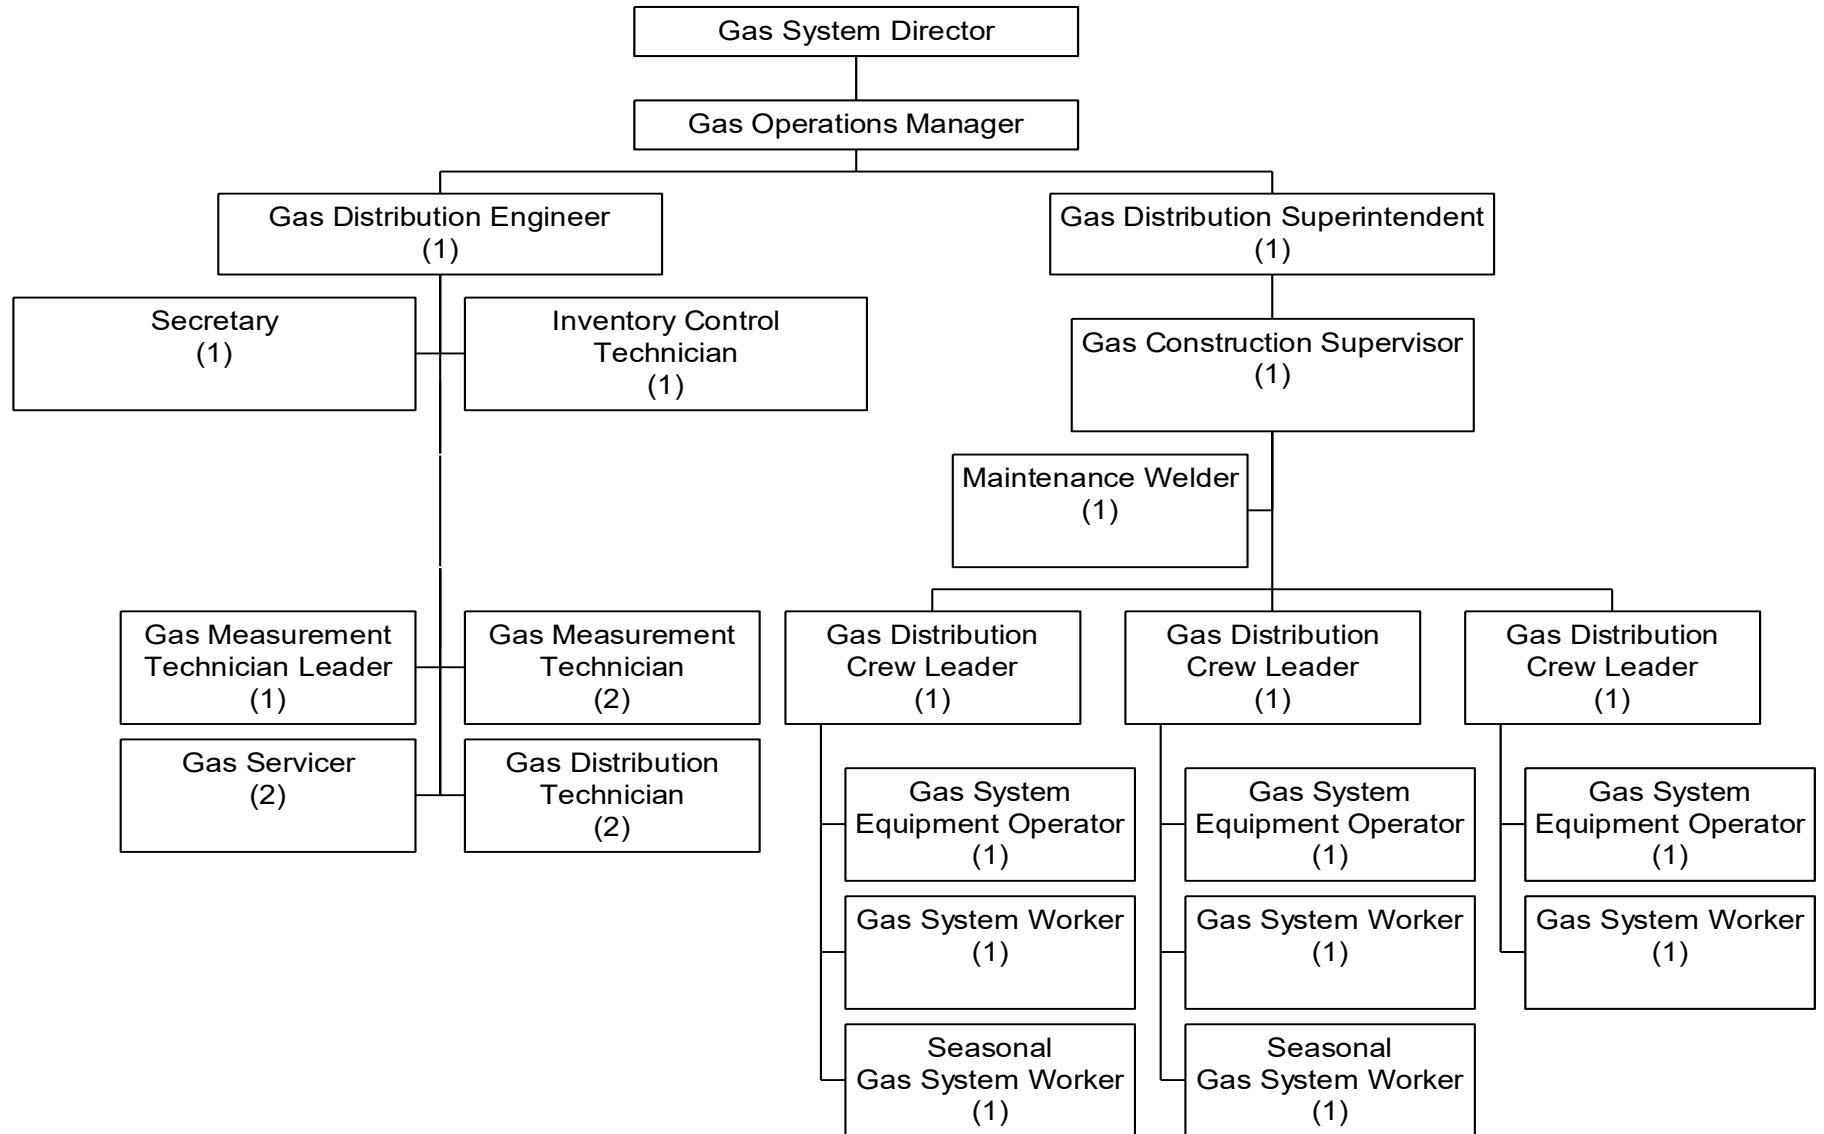 Gas System Director
Gas Operations Manager
Gas Distribution Engineer
(1)
Gas Distribution Superintendent
(1)
Secretary
(1)
Inventory Control
Technician
(1)
Gas Construction Supervisor
(1)
Maintenance Welder
(1)
Gas Measurement
Technician Leader
(1)
Gas Measurement
Technician
(2)
Gas Servicer
(2)
Gas Distribution
Technician
(2)
Gas Distribution
Crew Leader
(1)
Gas System
Equipment Operator
(1)
Gas System Worker
(1)
Seasonal
Gas System Worker
(1)
Gas Distribution
Crew Leader
(1)
Gas System
Equipment Operator
(1)
Gas System Worker
(1)
Seasonal
Gas System Worker
(1)
Gas Distribution
Crew Leader
(1)
Gas System
Equipment Operator
(1)
Gas System Worker
(1)